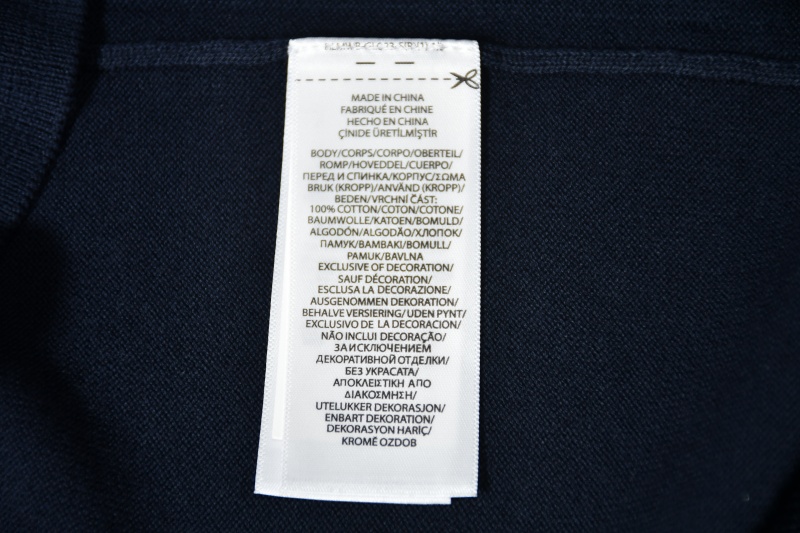 MADE IN CHINA
FABRIQUÉ EN CHINE
HECHO EN CHINA
ÇINIDE ÜRETILMIŞTIR
BODY/CORPS/CORPO/OBERTEIL/
ROMP/HOVEDDEL/CUERPO/
ПЕРЕД И СПИНКА/КОРПУС/ΣΩΜΑ
BRUK (KROPP)/ANVÄND (KROPP)/
BEDEN/VRCHNÍ ČÁST:
100% COTTON/COTON/COTONE/
BAUMWOLLE/KATOEN/BOMULD/
ALGODÓN/ALGODÃO/ХЛОПОК/
ПАМУК/ΒΑΜΒΑΚΙ/BOMULL/
PAMUK/BAVLNA
EXCLUSIVE OF DECORATION/
SAUF DÉCORATION/
ESCLUSA LA DECORAZIONE/
AUSGENOMMEN DEKORATION/
BEHALVE VERSIERING/UDEN PYNT/
EXCLUSIVO DE LA DECORACION/
NÃO INCLUI DECORAÇÃO/
ЗА ИСКЛЮЧЕНИЕМ
ДЕКОРАТИВНОЙ ОТДЕЛКИ/
БЕЗ УКРАСАТА/
ΑΠΟΚΛΕΙΣΤΙΚΗ ΑΠΟ
ΔΙΑΚΟΣΜΗΣΗ/
UTELUKKER DEKORASJON/
ENBART DEKORATION/
DEKORASYON HARIÇ/
KROMĚ OZDOB